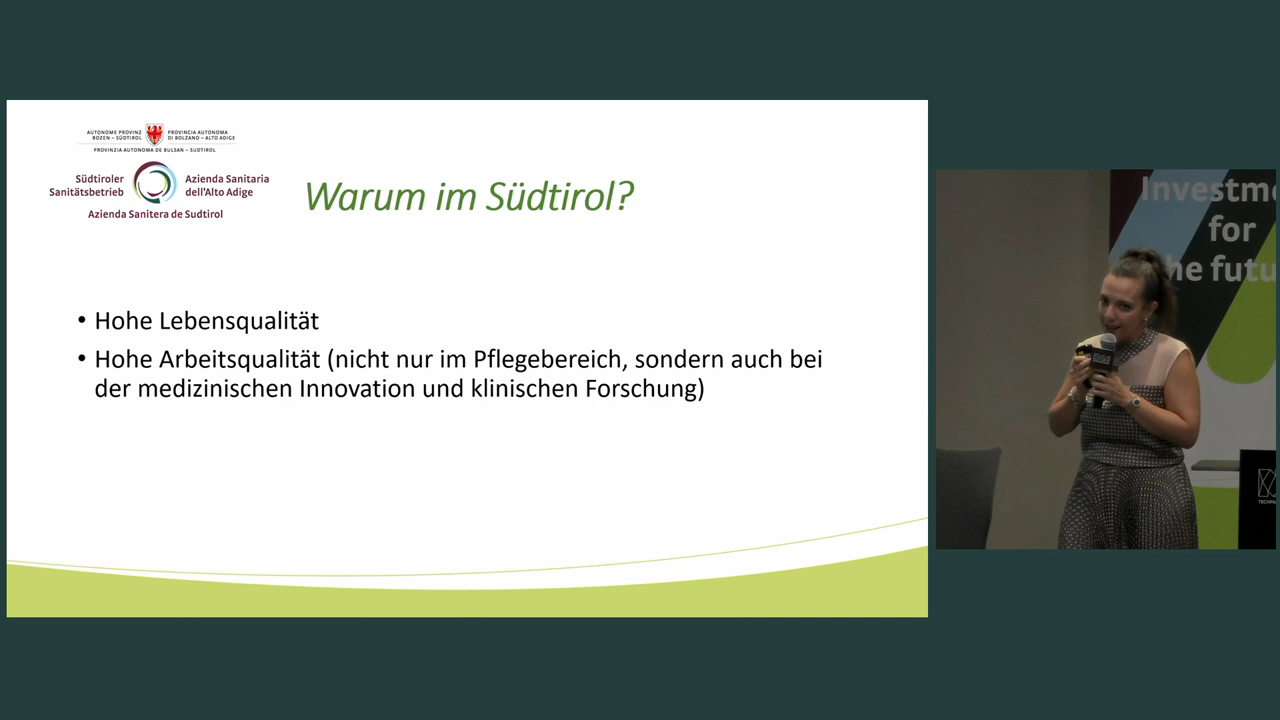 AUTONOME PROVINZ
BOZEN – SÜDTIROL
PROVINCIA AUTONOMA
DI BOLZANO – ALTO ADIGE
PROVINZIA AUTONOMA DE BULSAN – SÜDTIROL
Südtiroler
Sanitätsbetrieb
Azienda Sanitaria
dell'Alto Adige
Azienda Sanitera de Sudtirol
Warum im Südtirol?
• Hohe Lebensqualität
• Hohe Arbeitsqualität (nicht nur im Pflegebereich, sondern auch bei
der medizinischen Innovation und klinischen Forschung)
Investme
for
he futu